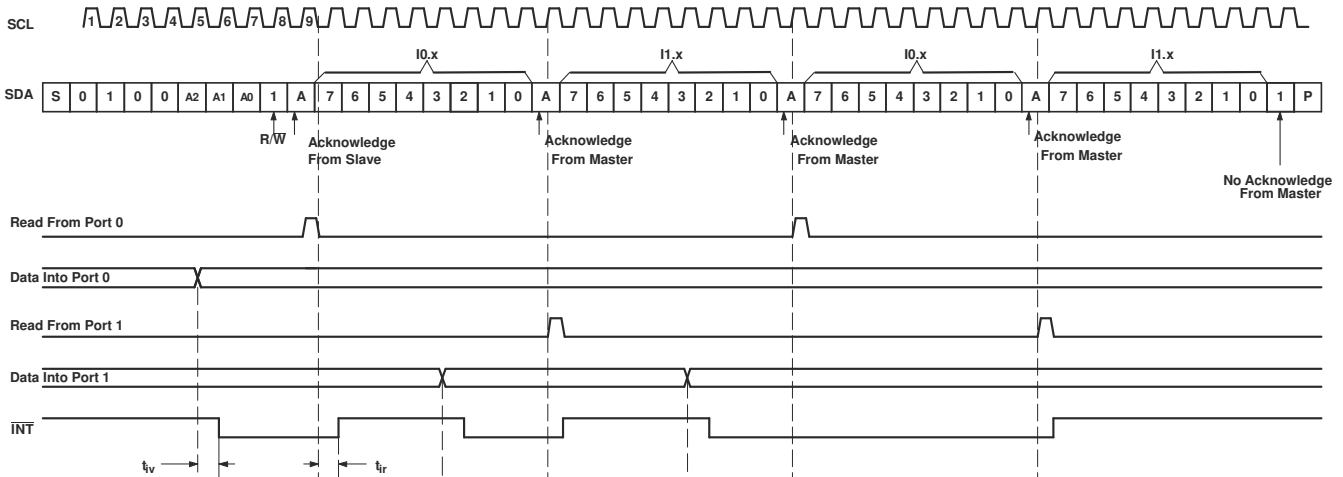 SCL 1 2 3 4 5 6 7 8 9
I0.x I1.x I0.x I1.x
SDA S 0 1 0 0 A2 A1 A0 1 A 7 6 5 4 3 2 1 0 A 7 6 5 4 3 2 1 0 A 7 6 5 4 3 2 1 0 A 7 6 5 4 3 2 1 0 1 P
R/W̅ Acknowledge Acknowledge Acknowledge Acknowledge
From Slave From Master From Master From Master
No Acknowledge
From Master
Read From Port 0
Data Into Port 0
Read From Port 1
Data Into Port 1
I̅N̅T̅
tiv tir